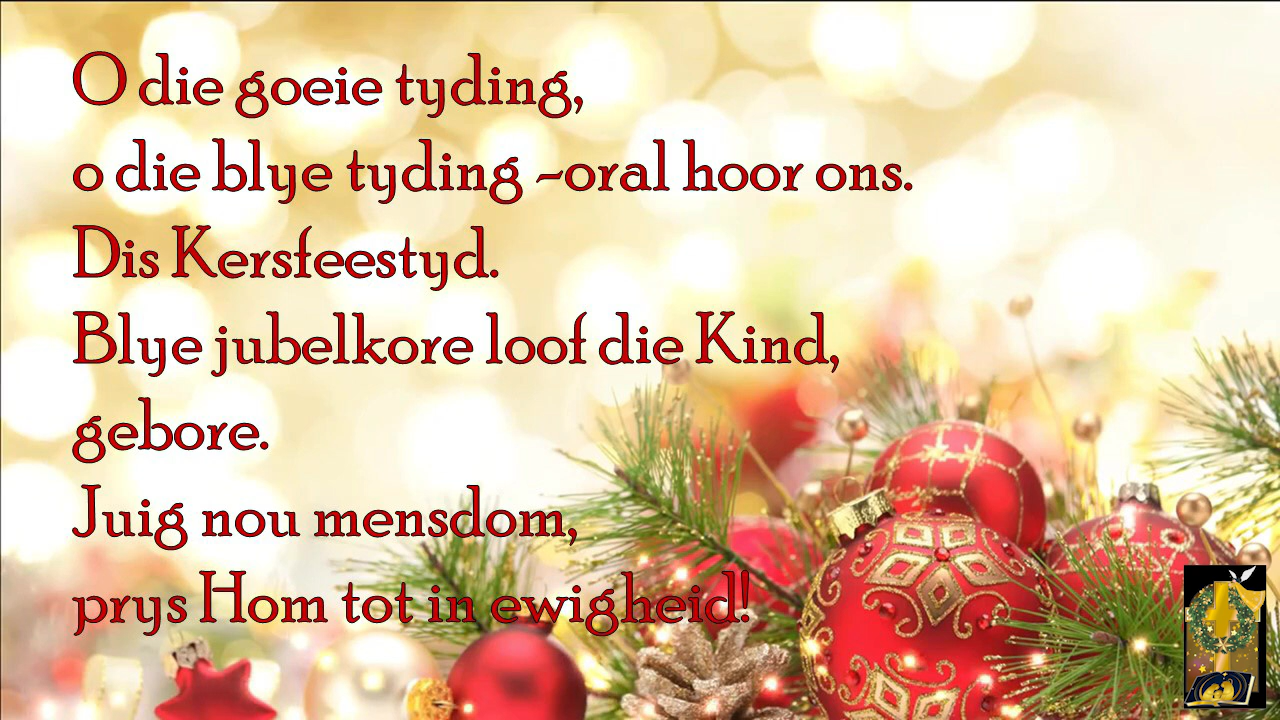 O die goeie tyding,
o die blye tyding -oral hoor ons.
Dis Kersfeestyd.
Blye jubelkore loof die Kind,
gebore.
Juig nou mensdom,
prys Hom tot in ewigheid!